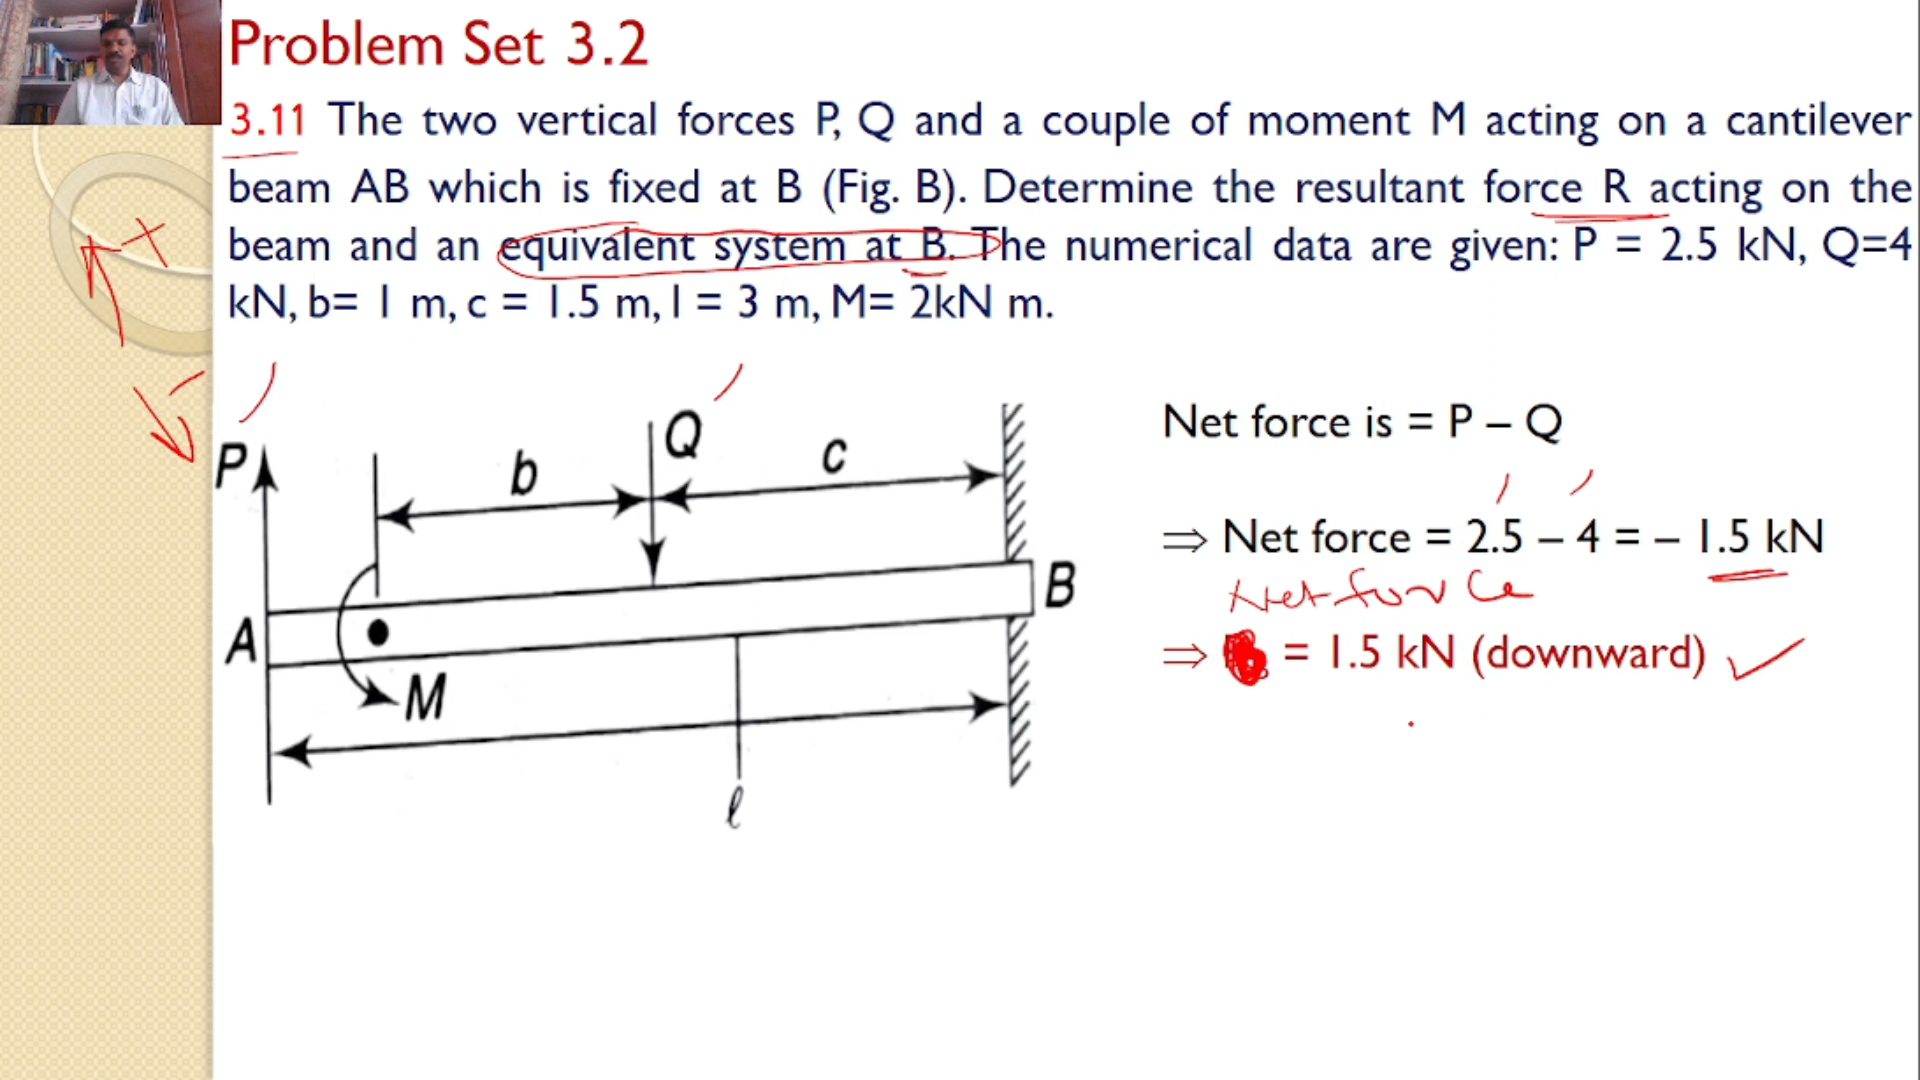 Problem Set 3.2
3.11 The two vertical forces P, Q and a couple of moment M acting on a cantilever
beam AB which is fixed at B (Fig. B). Determine the resultant force R acting on the
beam and an equivalent system at B. The numerical data are given: P = 2.5 kN, Q=4
kN, b= 1 m, c = 1.5 m, l = 3 m, M= 2kN m.
+
-
P
b
Q
c
A
B
M
ℓ
Net force is = P – Q
⇒ Net force = 2.5 – 4 = – 1.5 kN
Net force
⇒ = 1.5 kN (downward)